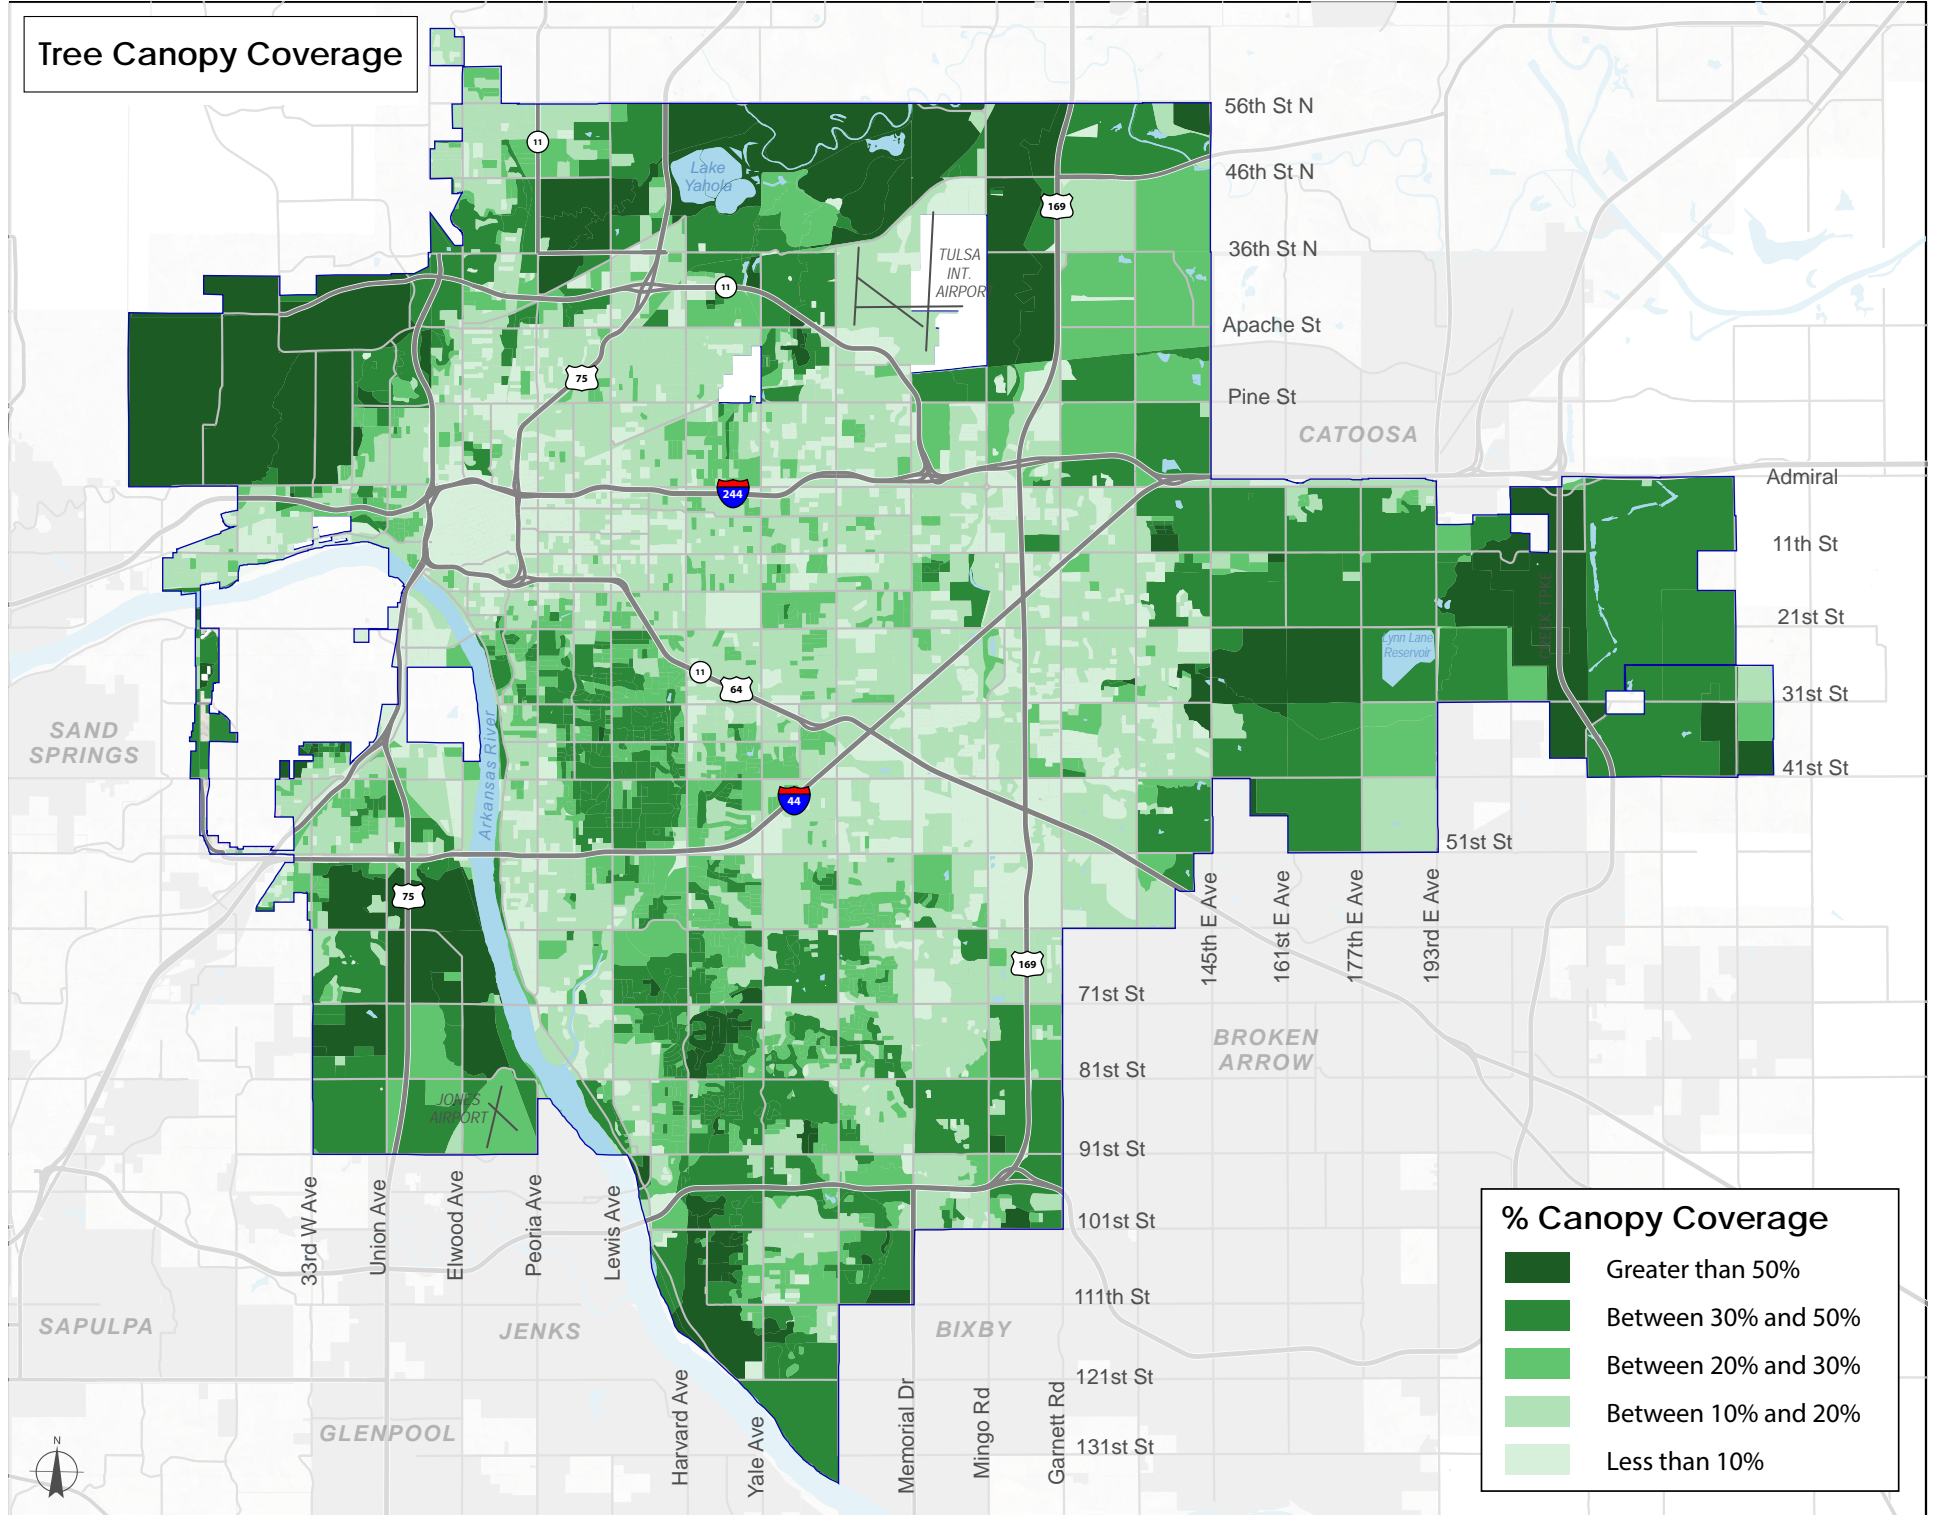 Tree Canopy Coverage
56th St N
11
Lake
Yahola
46th St N
169
36th St N
TULSA
INT.
AIRPOR
11
Apache St
75
Pine St
CATOOSA
Admiral
244
11th St
CREEK TPKE
21st St
Lynn Lane
Reservoir
11
64
31st St
SAND
SPRINGS
Arkansas River
41st St
44
51st St
75
145th E Ave
161st E Ave
177th E Ave
193rd E Ave
169
71st St
BROKEN
ARROW
81st St
JONES
AIRPORT
91st St
33rd W Ave
Union Ave
Elwood Ave
Peoria Ave
Lewis Ave
101st St
111th St
SAPULPA
JENKS
BIXBY
121st St
Harvard Ave
Yale Ave
Memorial Dr
Mingo Rd
Garnett Rd
GLENPOOL
131st St
N
% Canopy Coverage
Greater than 50%
Between 30% and 50%
Between 20% and 30%
Between 10% and 20%
Less than 10%